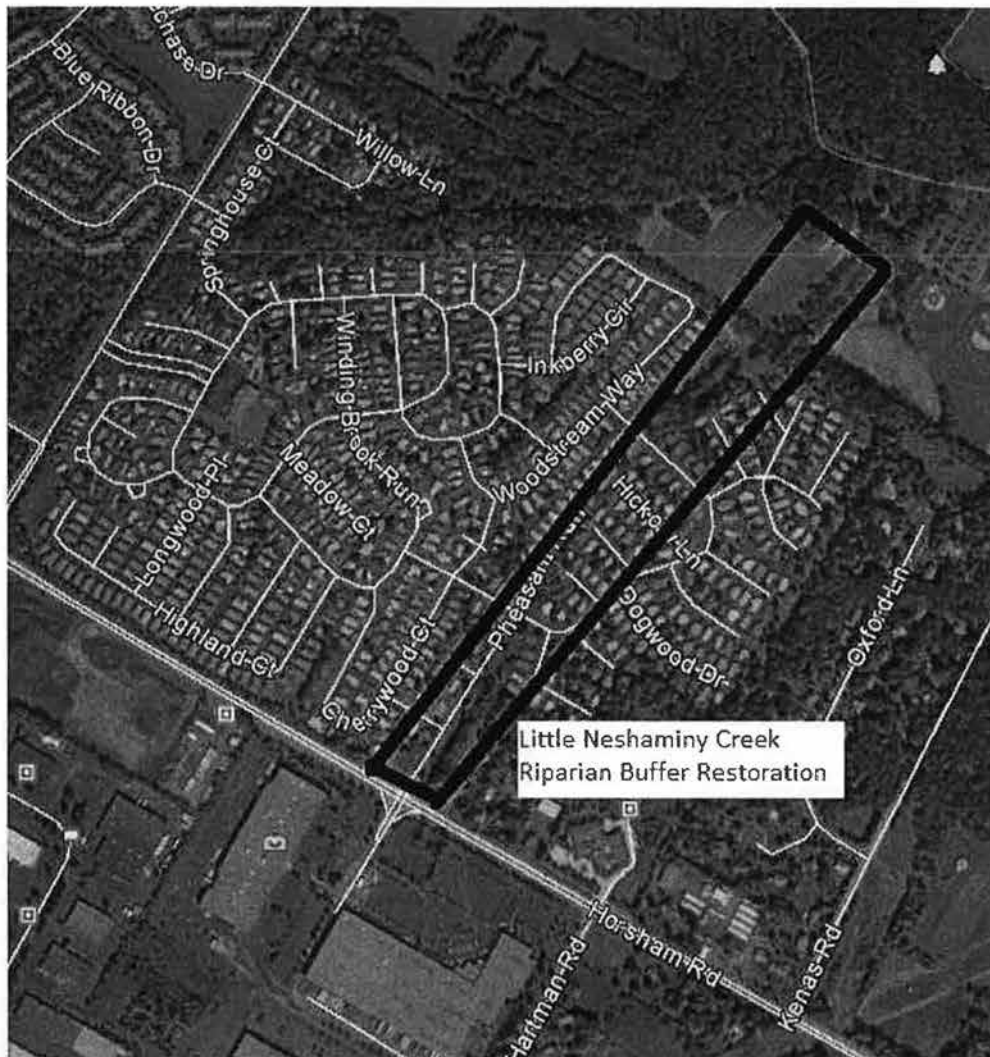 Blue Ribbon-Dr
Willow-Ln
Springhouse-Ct
Winding-Brook-Run
Inkberry-Cir
Woodstream-Way
Meadow-Ct
Longwood-Pl
Highland-Ct
Cherrywood-Ct
Dogwood-Dr
Oxford-Ln
Little Neshaminy Creek
Riparian Buffer Restoration
Horsham-Rd
Hartman-Rd
Kenas-Rd